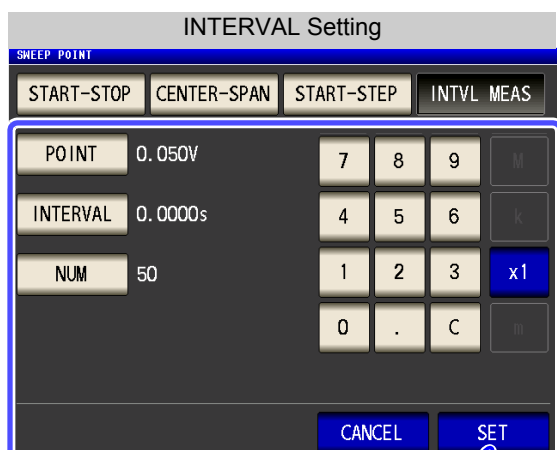 INTERVAL Setting
SWEEP POINT
START-STOP CENTER-SPAN START-STEP INTVL MEAS
POINT 0.050V 7 8 9 M
INTERVAL 0.0000s 4 5 6 k
NUM 50 1 2 3 x1
0 . C m
CANCEL SET